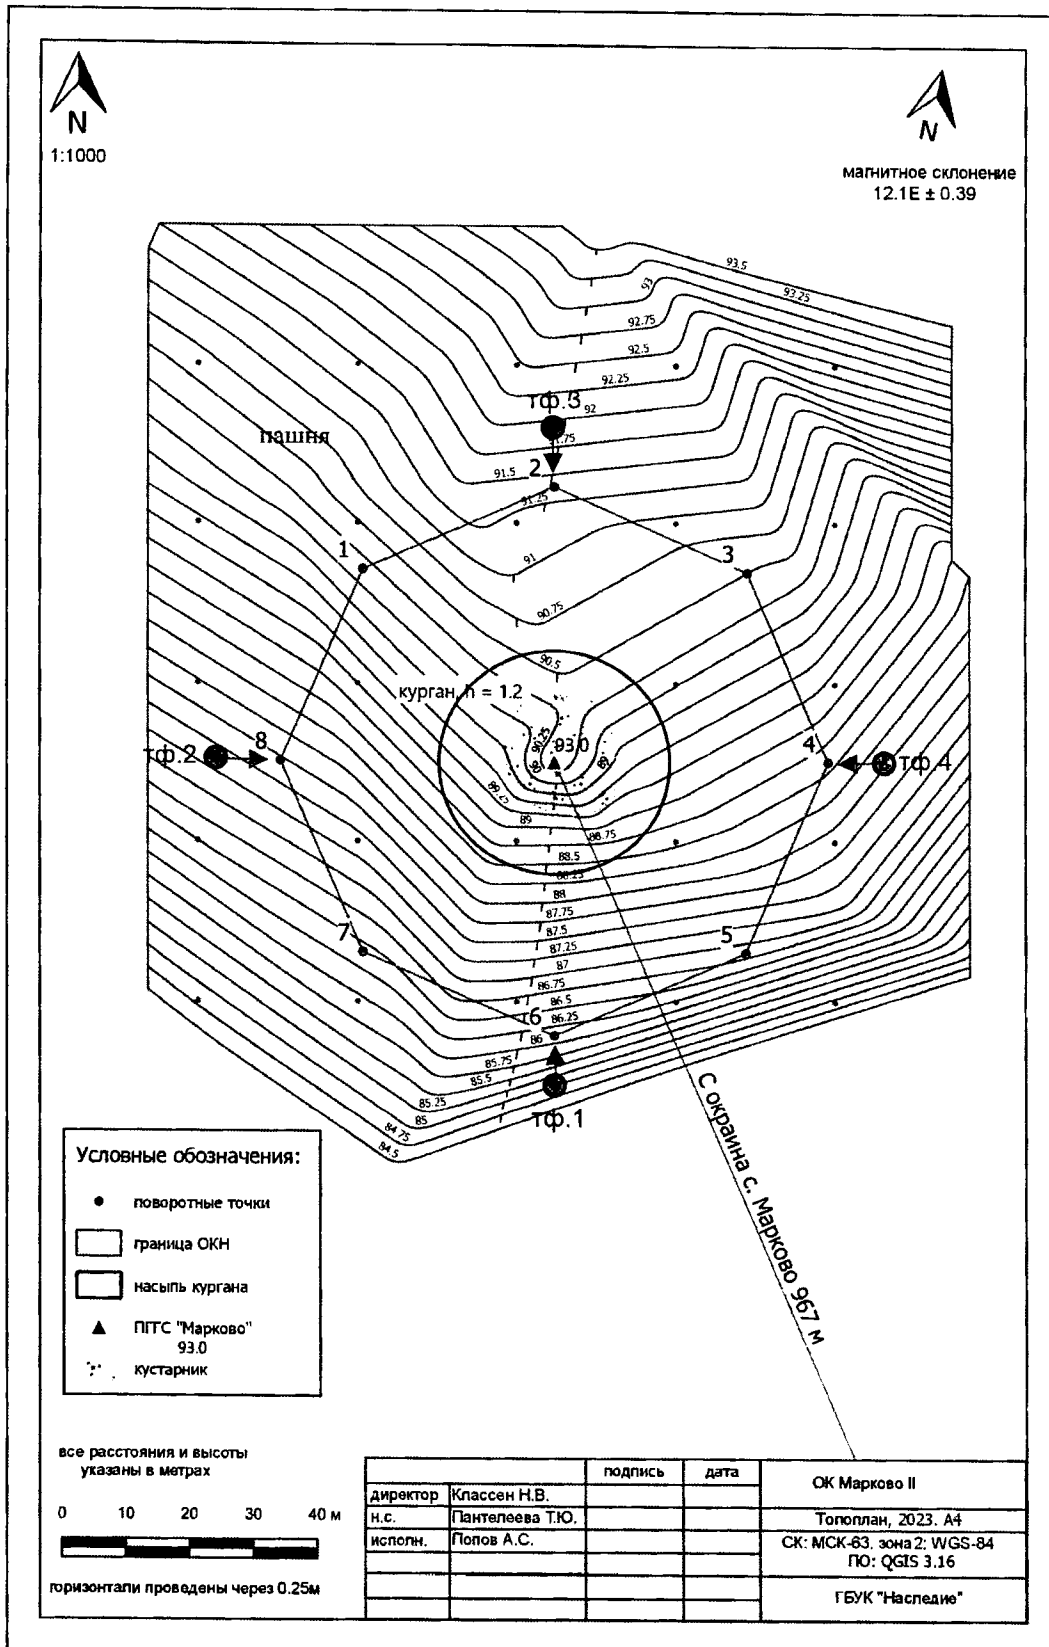 N
1:1000
N
магнитное склонение
12.1E ± 0.39
93.5
93.25
93
92.75
92.5
92.25
тф.3
92
пашня
91.5
2
91.25
1
91
3
90.75
90.5
курган, h = 1.2
90.25
93.0
тф.2
8
4
тф.4
89
88.75
88.5
88.25
88
87.75
87.5
87.25
7
5
87
86.75
86.5
6
86.25
86
85.75
85.5
85.25
85
84.75
84.5
тф.1
С окраина с. Марково 967 м
Условные обозначения:
поворотные точки
граница ОКН
насыпь кургана
ПГТС "Марково"
93.0
кустарник
все расстояния и высоты
указаны в метрах
0 10 20 30 40 м
горизонтали проведены через 0.25м
подпись дата
директор Классен Н.В.
н.с. Пантелеева Т.Ю.
исполн. Попов А.С.
ОК Марково II
Топоплан, 2023. А4
СК: МСК-63, зона 2; WGS-84
ПО: QGIS 3.16
ГБУК "Наследие"